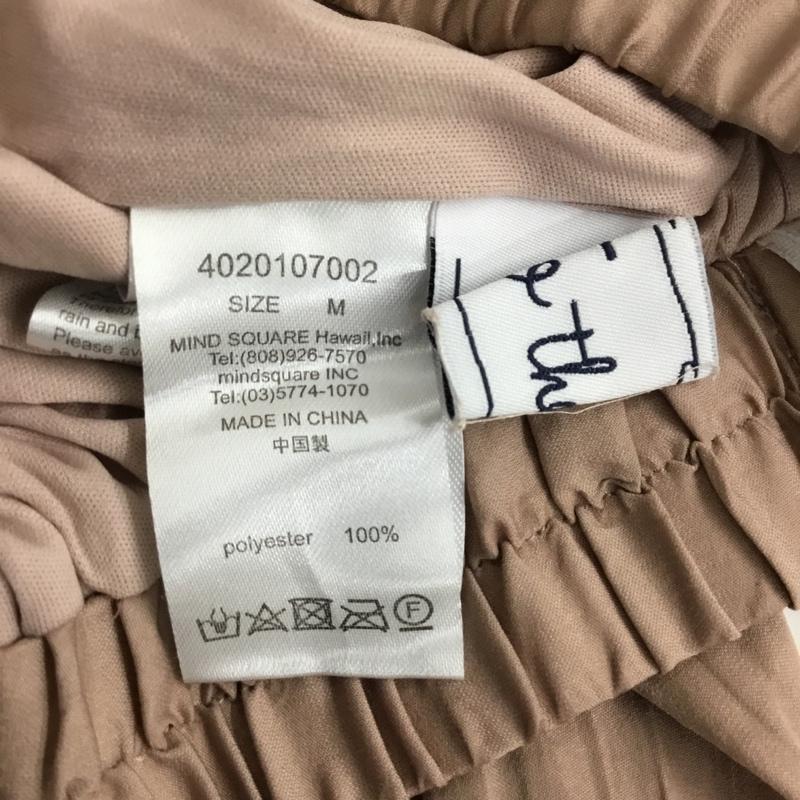 4020107002
SIZE M
MIND SQUARE Hawaii,Inc
Tel:(808)926-7570
mindsquare INC
Tel:(03)5774-1070
MADE IN CHINA
中国製
polyester 100%
F
rain and
Please
e the